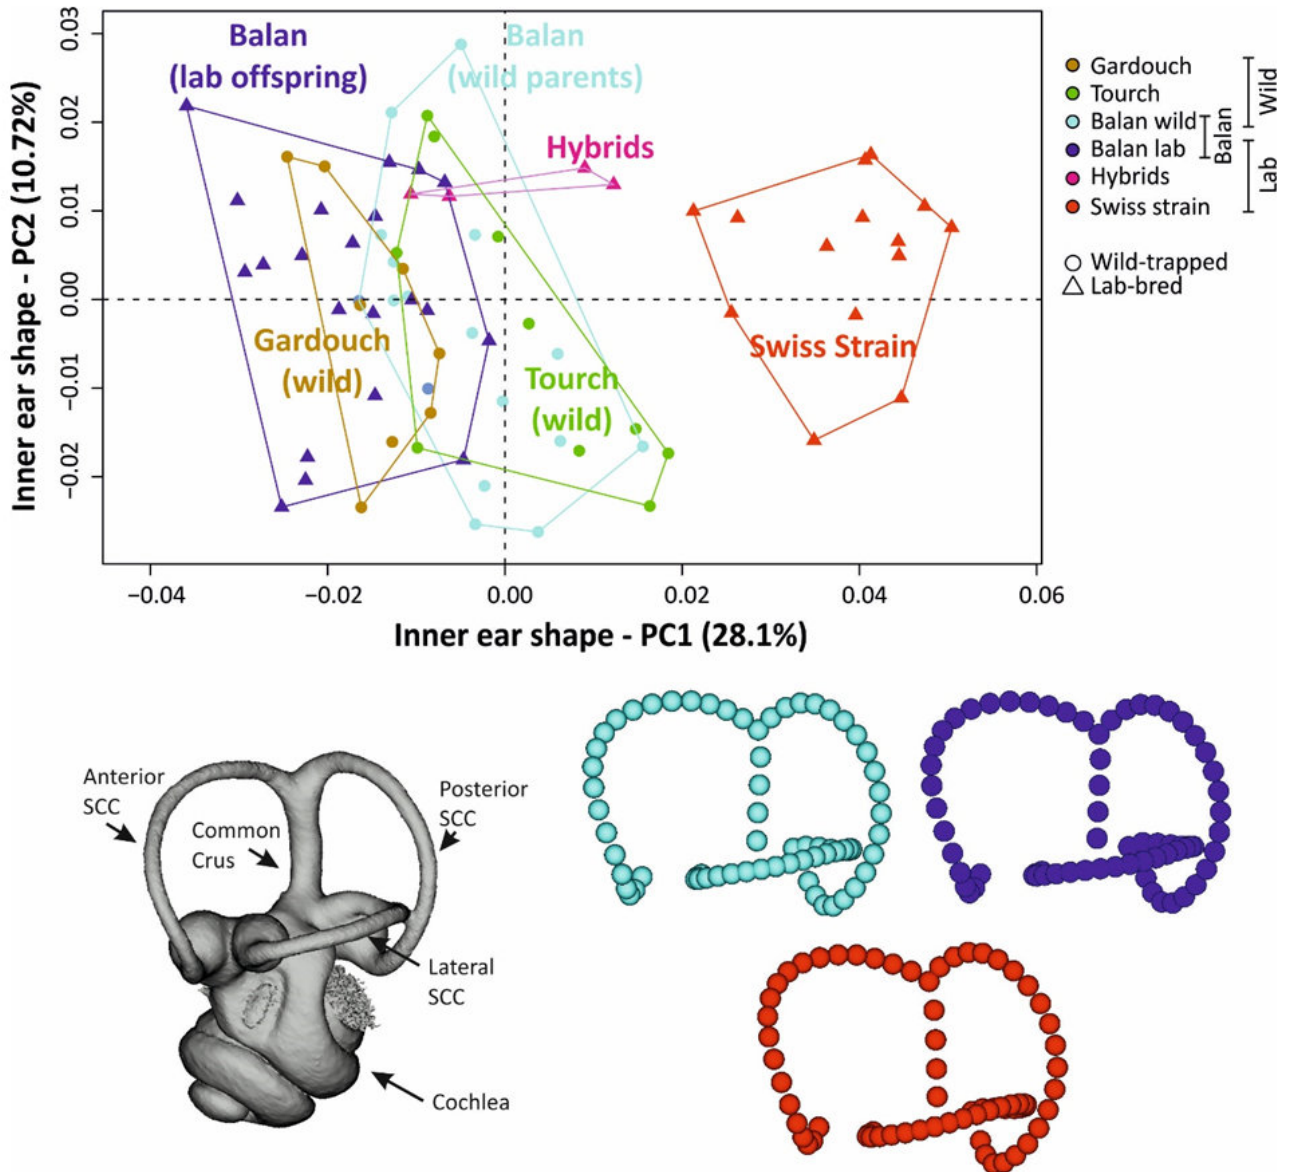 Inner ear shape - PC2 (10.72%)
0.03
0.02
0.01
0.00
−0.01
−0.02
Balan
(lab offspring)
Balan
(wild parents)
Hybrids
Gardouch
(wild)
Tourch
(wild)
Swiss Strain
−0.04
−0.02
0.00
0.02
0.04
0.06
Inner ear shape - PC1 (28.1%)
Gardouch
Tourch
Balan wild
Balan lab
Hybrids
Swiss strain
Wild
Balan
Lab
Wild-trapped
Lab-bred
Anterior
SCC
Common
Crus
Posterior
SCC
Lateral
SCC
Cochlea